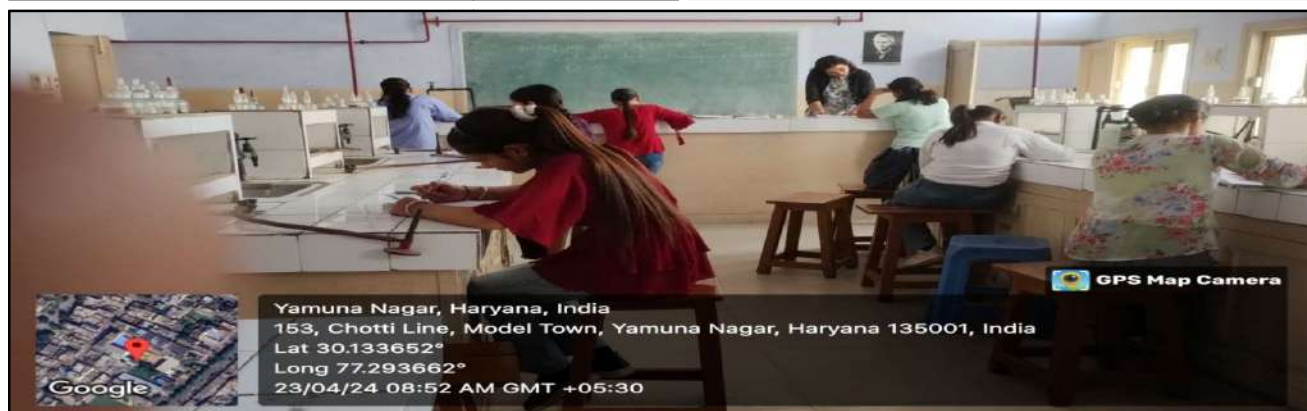 GPS Map Camera
Yamuna Nagar, Haryana, India
153, Chotti Line, Model Town, Yamuna Nagar, Haryana 135001, India
Lat 30.133652°
Long 77.293662°
23/04/24 08:52 AM GMT +05:30
Google